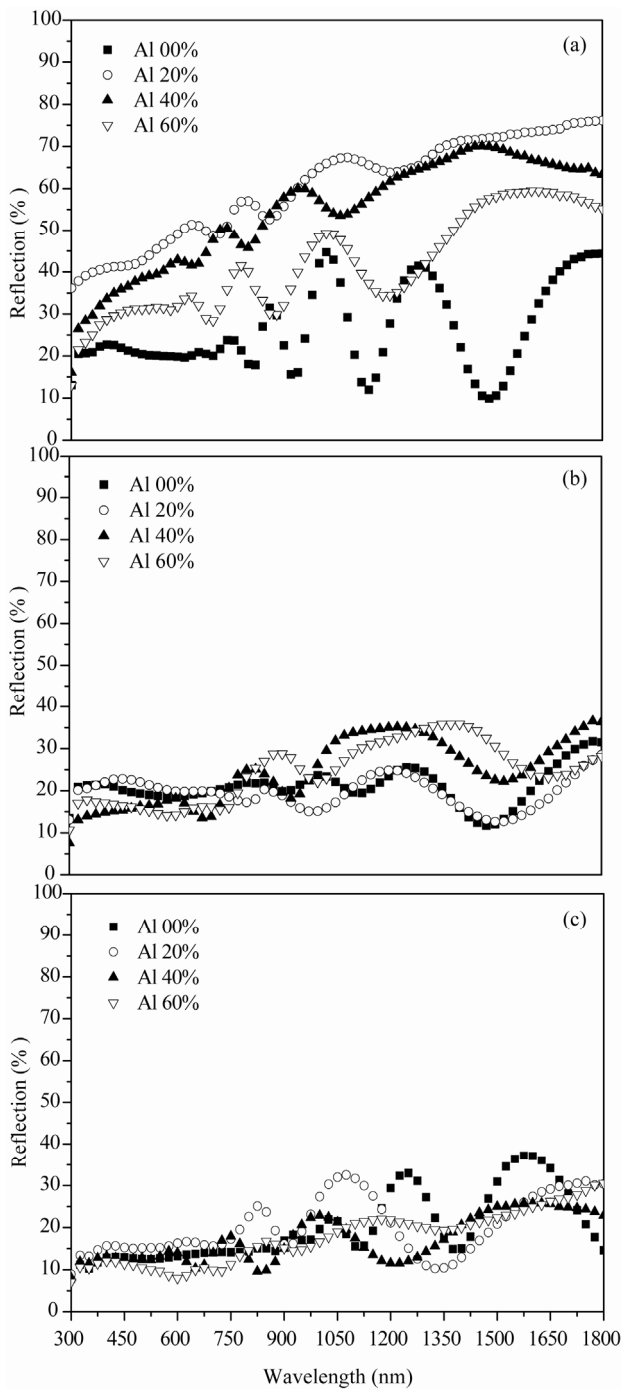 100
90
80
70
60
50
40
30
20
10
0
Reflection (%)
(a)
Al 00%
Al 20%
Al 40%
Al 60%
100
90
80
70
60
50
40
30
20
10
0
Reflection (%)
(b)
Al 00%
Al 20%
Al 40%
Al 60%
100
90
80
70
60
50
40
30
20
10
0
Reflection (%)
(c)
Al 00%
Al 20%
Al 40%
Al 60%
300 450 600 750 900 1050 1200 1350 1500 1650 1800
Wavelength (nm)